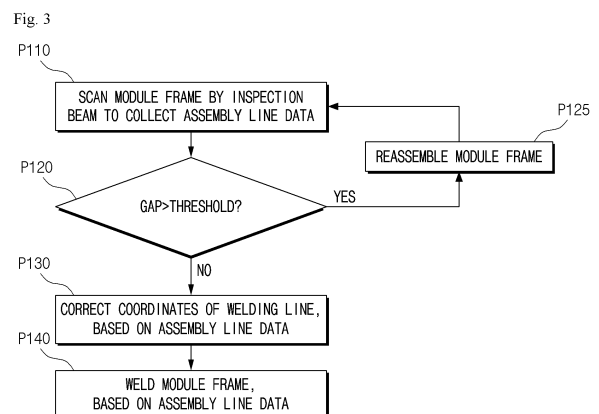 Fig. 3
P110
SCAN MODULE FRAME BY INSPECTION
BEAM TO COLLECT ASSEMBLY LINE DATA
P125
REASSEMBLE MODULE FRAME
P120
GAP>THRESHOLD?
YES
NO
P130
CORRECT COORDINATES OF WELDING LINE,
BASED ON ASSEMBLY LINE DATA
P140
WELD MODULE FRAME,
BASED ON ASSEMBLY LINE DATA